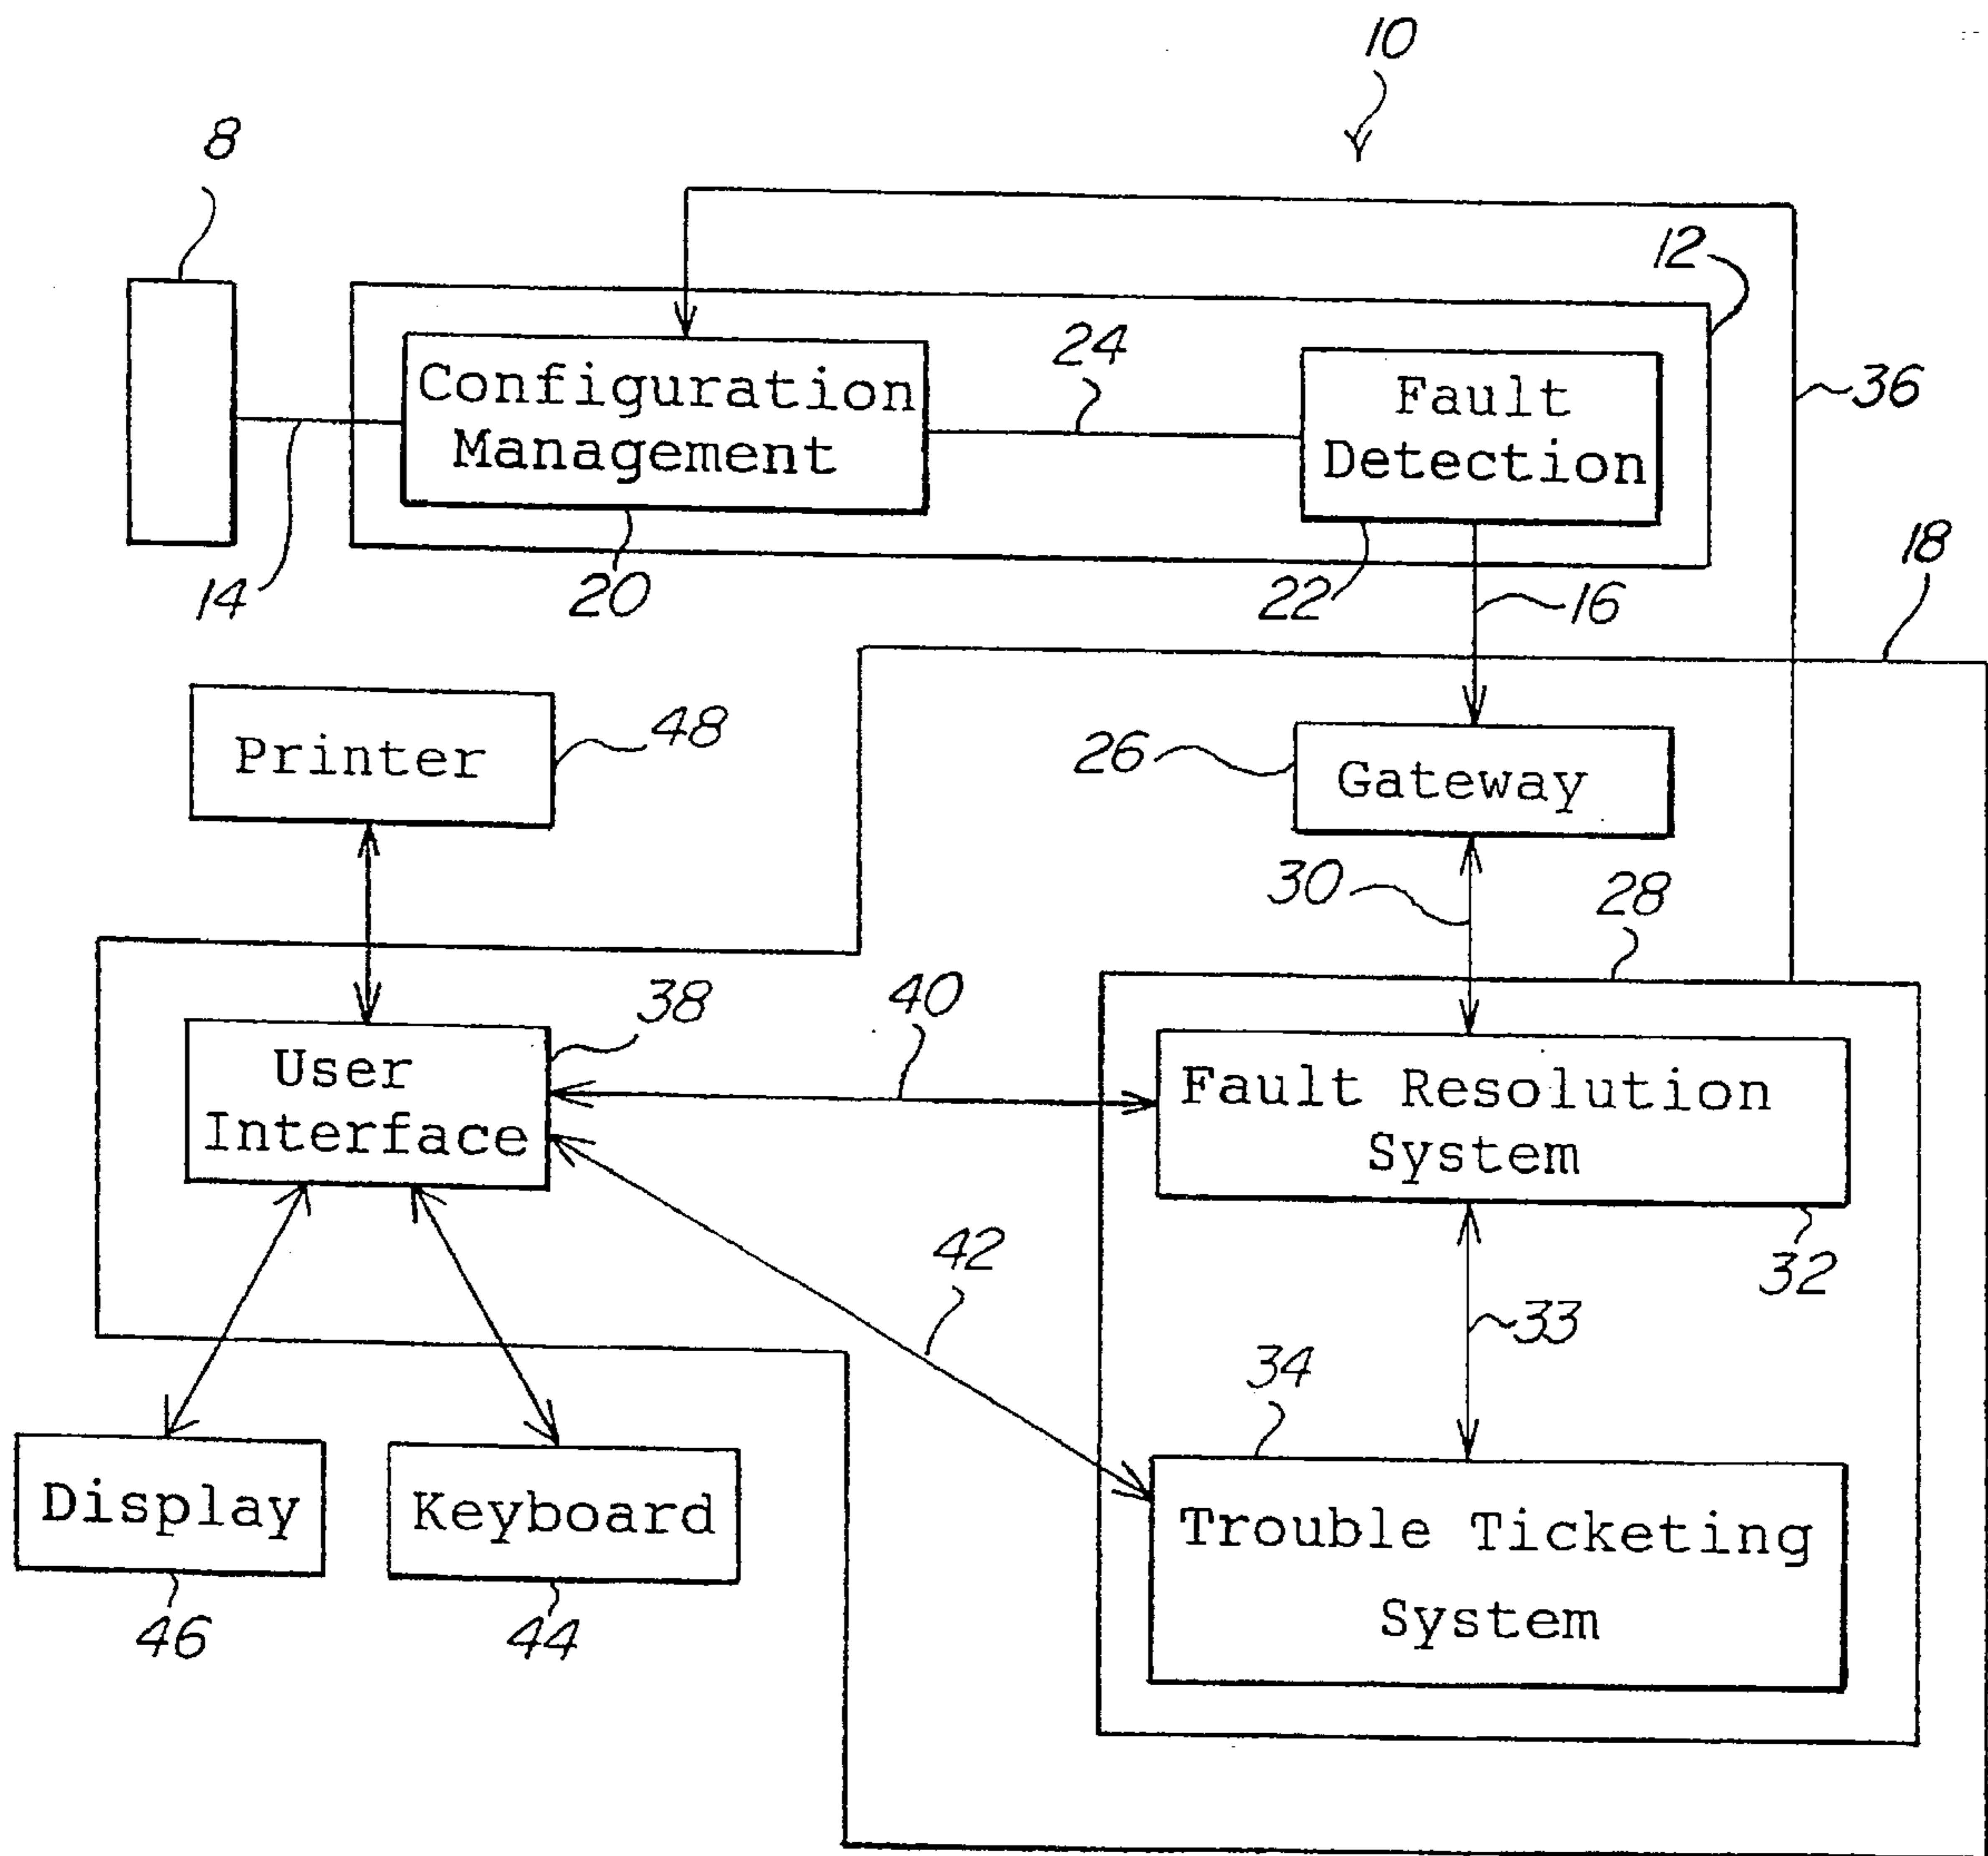 10
8
12
24
Configuration
Management
Fault
Detection
36
14
20
22
16
18
Printer
48
26
Gateway
30
28
38
40
User
Interface
Fault Resolution
System
42
32
33
34
Display
Keyboard
Trouble Ticketing
System
46
44